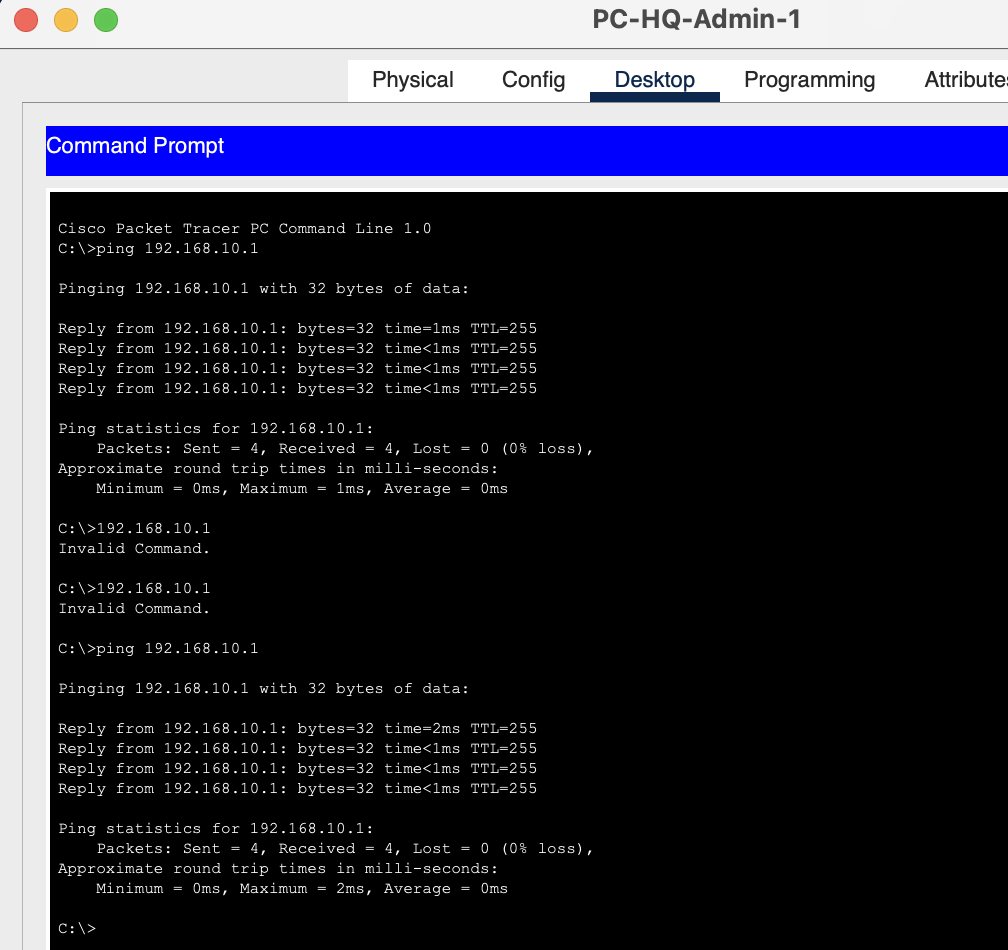 PC-HQ-Admin-1
Physical Config Desktop Programming Attributes
Command Prompt
Cisco Packet Tracer PC Command Line 1.0
C:\>ping 192.168.10.1
Pinging 192.168.10.1 with 32 bytes of data:
Reply from 192.168.10.1: bytes=32 time=1ms TTL=255
Reply from 192.168.10.1: bytes=32 time<1ms TTL=255
Reply from 192.168.10.1: bytes=32 time<1ms TTL=255
Reply from 192.168.10.1: bytes=32 time<1ms TTL=255
Ping statistics for 192.168.10.1:
    Packets: Sent = 4, Received = 4, Lost = 0 (0% loss),
Approximate round trip times in milli-seconds:
    Minimum = 0ms, Maximum = 1ms, Average = 0ms
C:\>192.168.10.1
Invalid Command.
C:\>192.168.10.1
Invalid Command.
C:\>ping 192.168.10.1
Pinging 192.168.10.1 with 32 bytes of data:
Reply from 192.168.10.1: bytes=32 time=2ms TTL=255
Reply from 192.168.10.1: bytes=32 time<1ms TTL=255
Reply from 192.168.10.1: bytes=32 time<1ms TTL=255
Reply from 192.168.10.1: bytes=32 time<1ms TTL=255
Ping statistics for 192.168.10.1:
    Packets: Sent = 4, Received = 4, Lost = 0 (0% loss),
Approximate round trip times in milli-seconds:
    Minimum = 0ms, Maximum = 2ms, Average = 0ms
C:\>